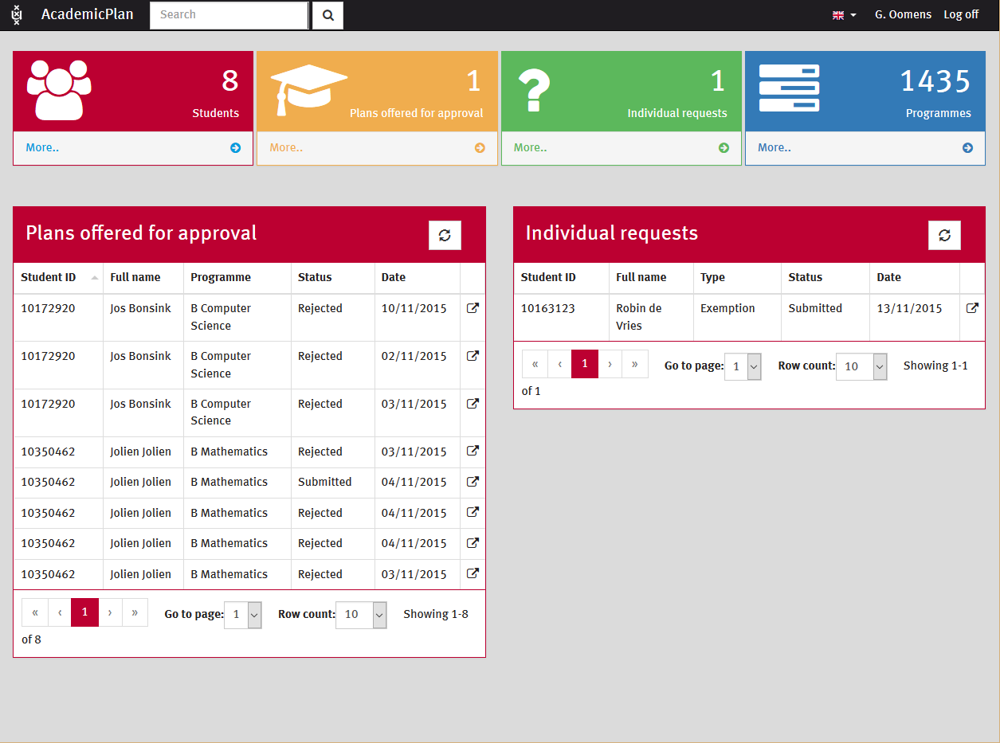 AcademicPlan Search G. Oomens Log off
8
Students
More..
1
Plans offered for approval
More..
1
Individual requests
More..
1435
Programmes
More..
Plans offered for approval
Student ID Full name Programme Status Date
10172920 Jos Bonsink B Computer Rejected 10/11/2015
Science
10172920 Jos Bonsink B Computer Rejected 02/11/2015
Science
10172920 Jos Bonsink B Computer Rejected 03/11/2015
Science
10350462 Jolien Jolien B Mathematics Rejected 03/11/2015
10350462 Jolien Jolien B Mathematics Submitted 04/11/2015
10350462 Jolien Jolien B Mathematics Rejected 04/11/2015
10350462 Jolien Jolien B Mathematics Rejected 04/11/2015
10350462 Jolien Jolien B Mathematics Rejected 03/11/2015
« ‹ 1 › » Go to page: 1 Row count: 10 Showing 1-8
of 8
Individual requests
Student ID Full name Type Status Date
10163123 Robin de Exemption Submitted 13/11/2015
Vries
« ‹ 1 › » Go to page: 1 Row count: 10 Showing 1-1
of 1